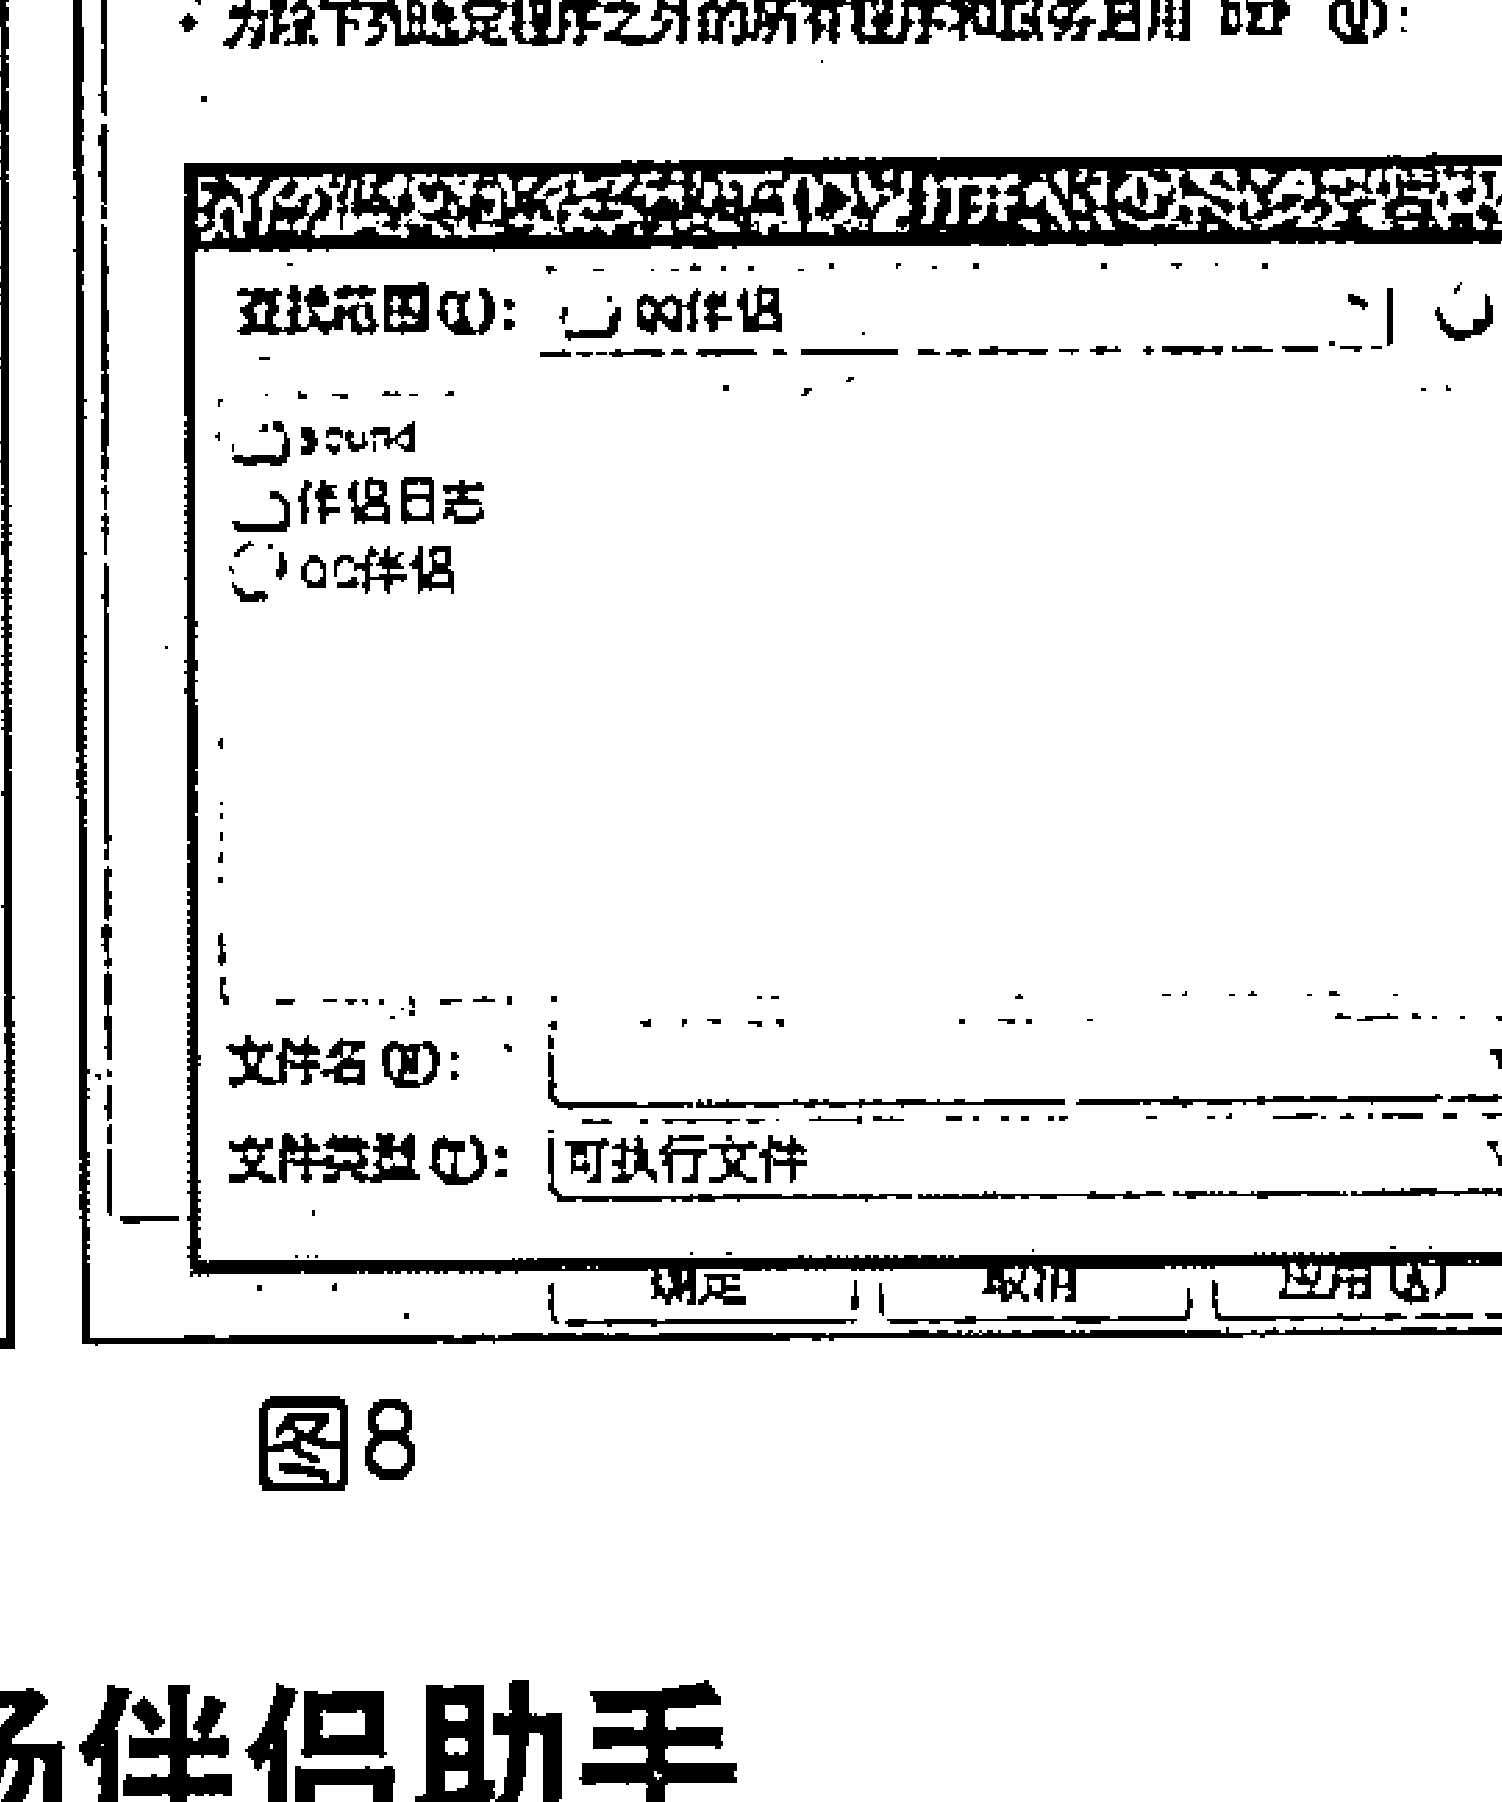 为除下列选定程序之外的所有程序和服务启用 DEP (U):
查找范围(I): QQ伴侣
sound
伴侣日志
QQ伴侣
文件名(N):
文件类型(T): 可执行文件
确定 取消 应用(A)
图8
场伴侣助手